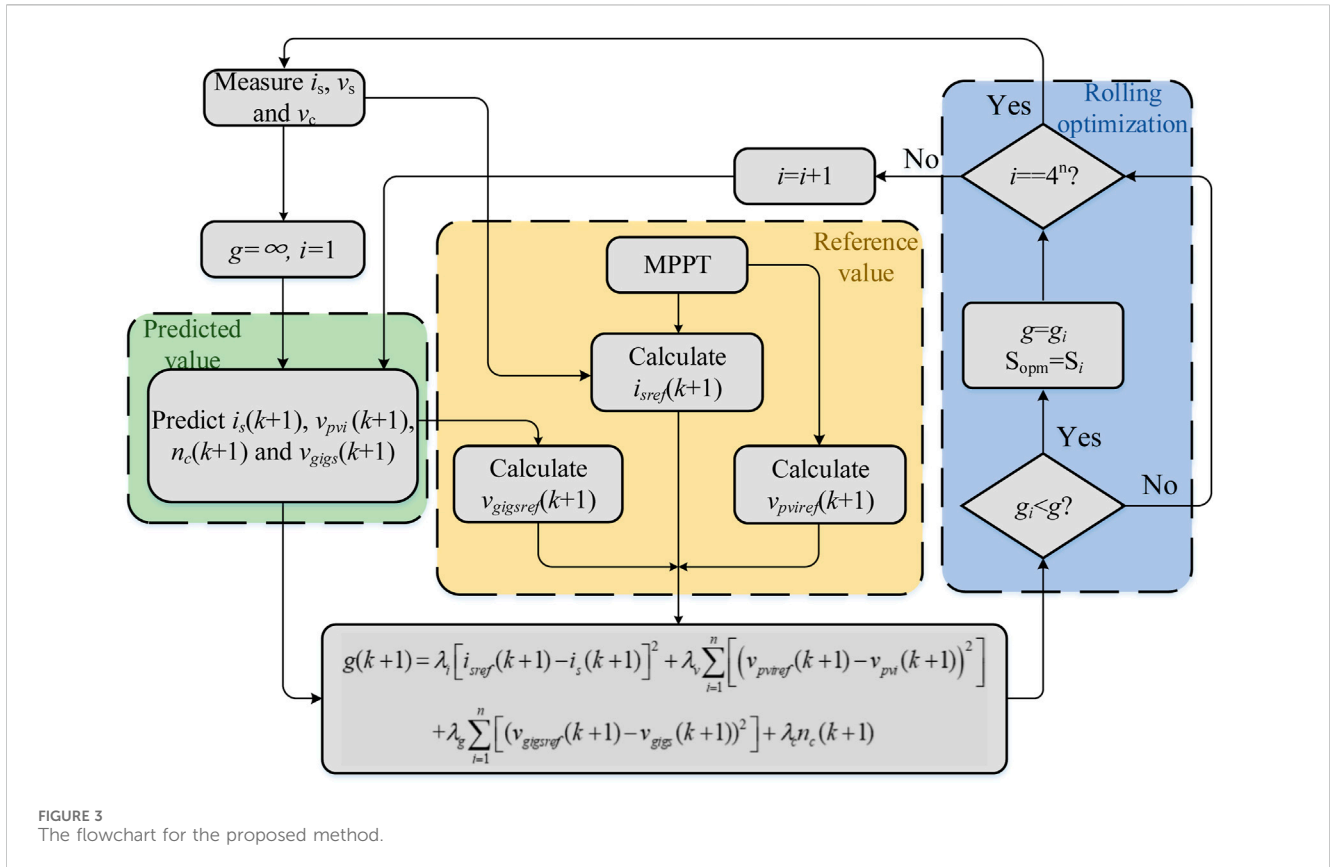 Measure i_s, v_s
and v_c
g=∞, i=1
Predicted
value
Predict i_s(k+1), v_pvi (k+1),
n_c(k+1) and v_gigs(k+1)
i=i+1
Reference
value
MPPT
Calculate
i_sref(k+1)
Calculate
v_gigsref(k+1)
Calculate
v_pviref(k+1)
Rolling
optimization
Yes
No
i==4^n?
g=g_i
S_opm=S_i
Yes
No
g_i<g?
g(k+1)=λ_i[i_sref(k+1)-i_s(k+1)]^2+λ_v∑_{i=1}^{n}[(v_pviref(k+1)-v_pvi(k+1))^2]
+λ_g∑_{i=1}^{n}[(v_gigsref(k+1)-v_gigs(k+1))^2]+λ_c n_c(k+1)
FIGURE 3
The flowchart for the proposed method.